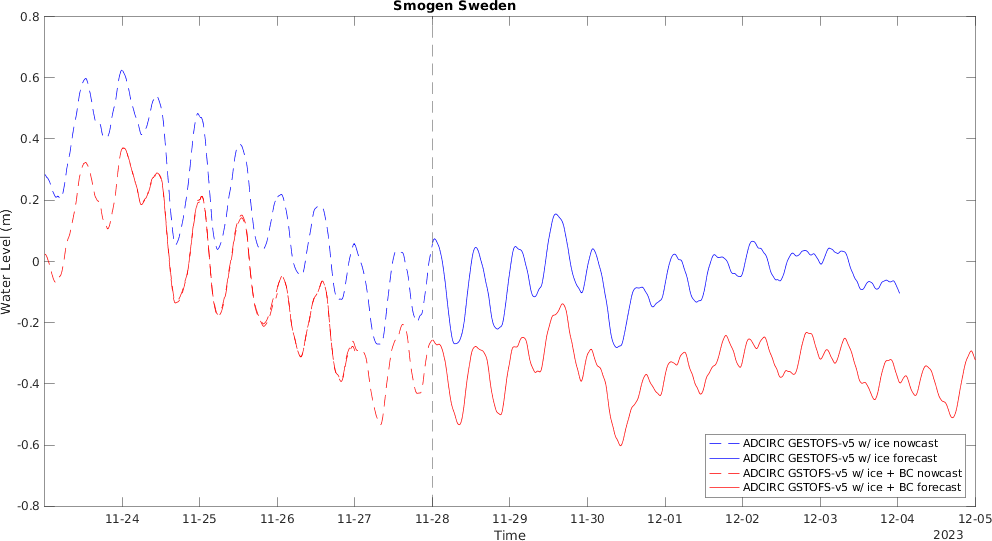 Smogen Sweden
Water Level (m)
0.8
0.6
0.4
0.2
0
-0.2
-0.4
-0.6
-0.8
ADCIRC GESTOFS-v5 w/ ice nowcast
ADCIRC GESTOFS-v5 w/ ice forecast
ADCIRC GSTOFS-v5 w/ ice + BC nowcast
ADCIRC GSTOFS-v5 w/ ice + BC forecast
11-24 11-25 11-26 11-27 11-28 11-29 11-30 12-01 12-02 12-03 12-04 12-05
Time
2023